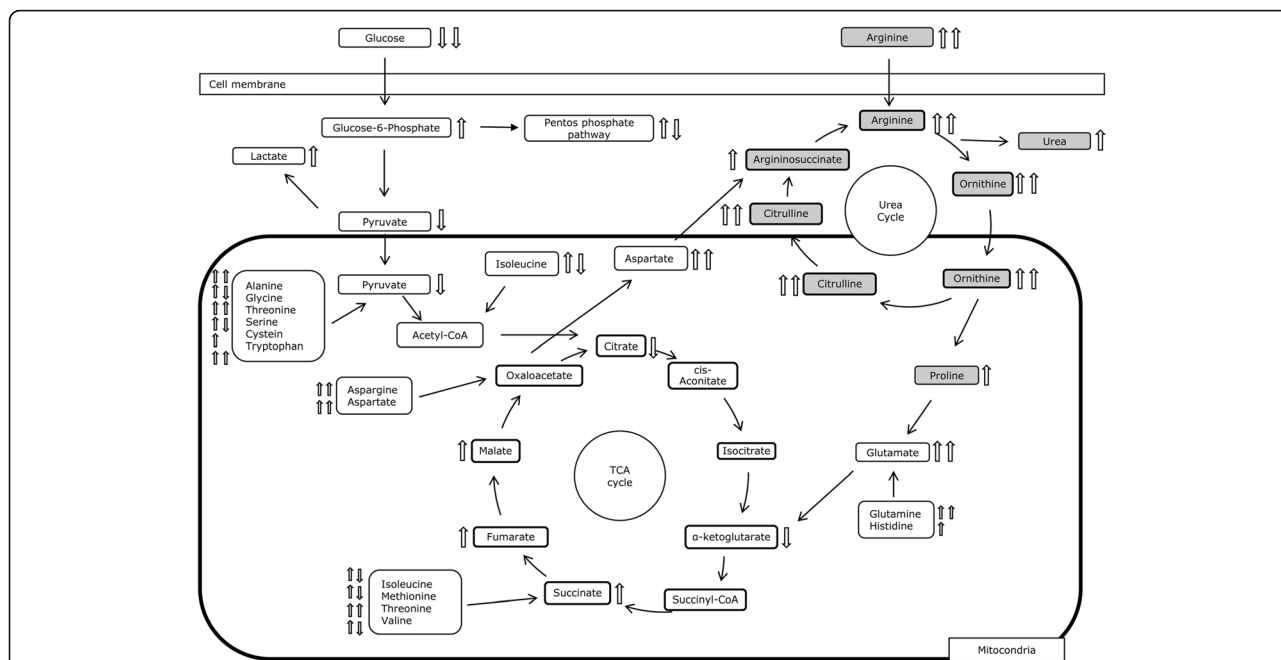 Glucose
Arginine
Cell membrane
Glucose-6-Phosphate
Pentos phosphate
pathway
Arginine
Urea
Lactate
Argininosuccinate
Ornithine
Pyruvate
Citrulline
Urea
Cycle
Isoleucine
Aspartate
Alanine
Glycine
Threonine
Serine
Cystein
Tryptophan
Pyruvate
Citrulline
Ornithine
Acetyl-CoA
Citrate
Oxaloacetate
cis-
Aconitate
Proline
Aspargine
Aspartate
Malate
TCA
cycle
Isocitrate
Glutamate
Glutamine
Histidine
Fumarate
α-ketoglutarate
Isoleucine
Methionine
Threonine
Valine
Succinate
Succinyl-CoA
Mitocondria